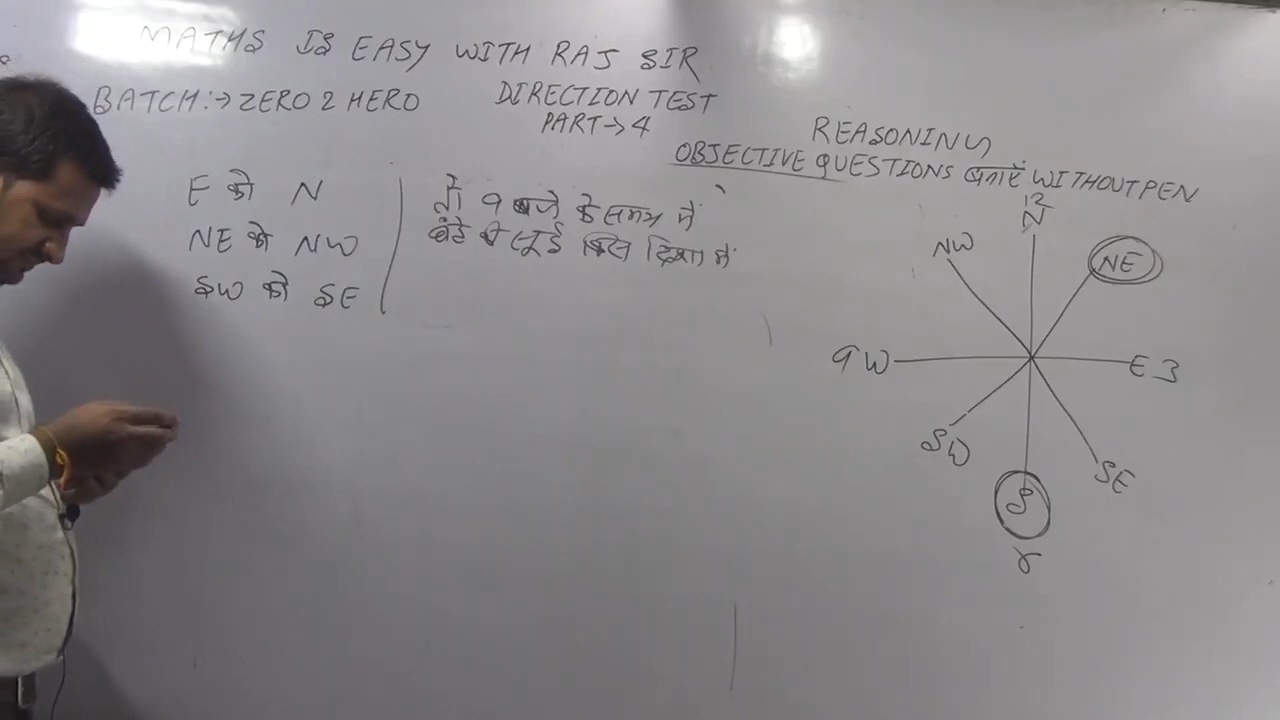 MATHS IS EASY WITH RAJ SIR
BATCH:→ZERO 2 HERO
DIRECTION TEST
PART→4
REASONING
OBJECTIVE QUESTIONS बनाएं WITHOUT PEN
E को N
NE को NW
SW को SE
तो 9 बजे के समय में
घंटे की सूई किस दिशा में
12
N
NW
NE
9 W
E 3
SW
SE
S